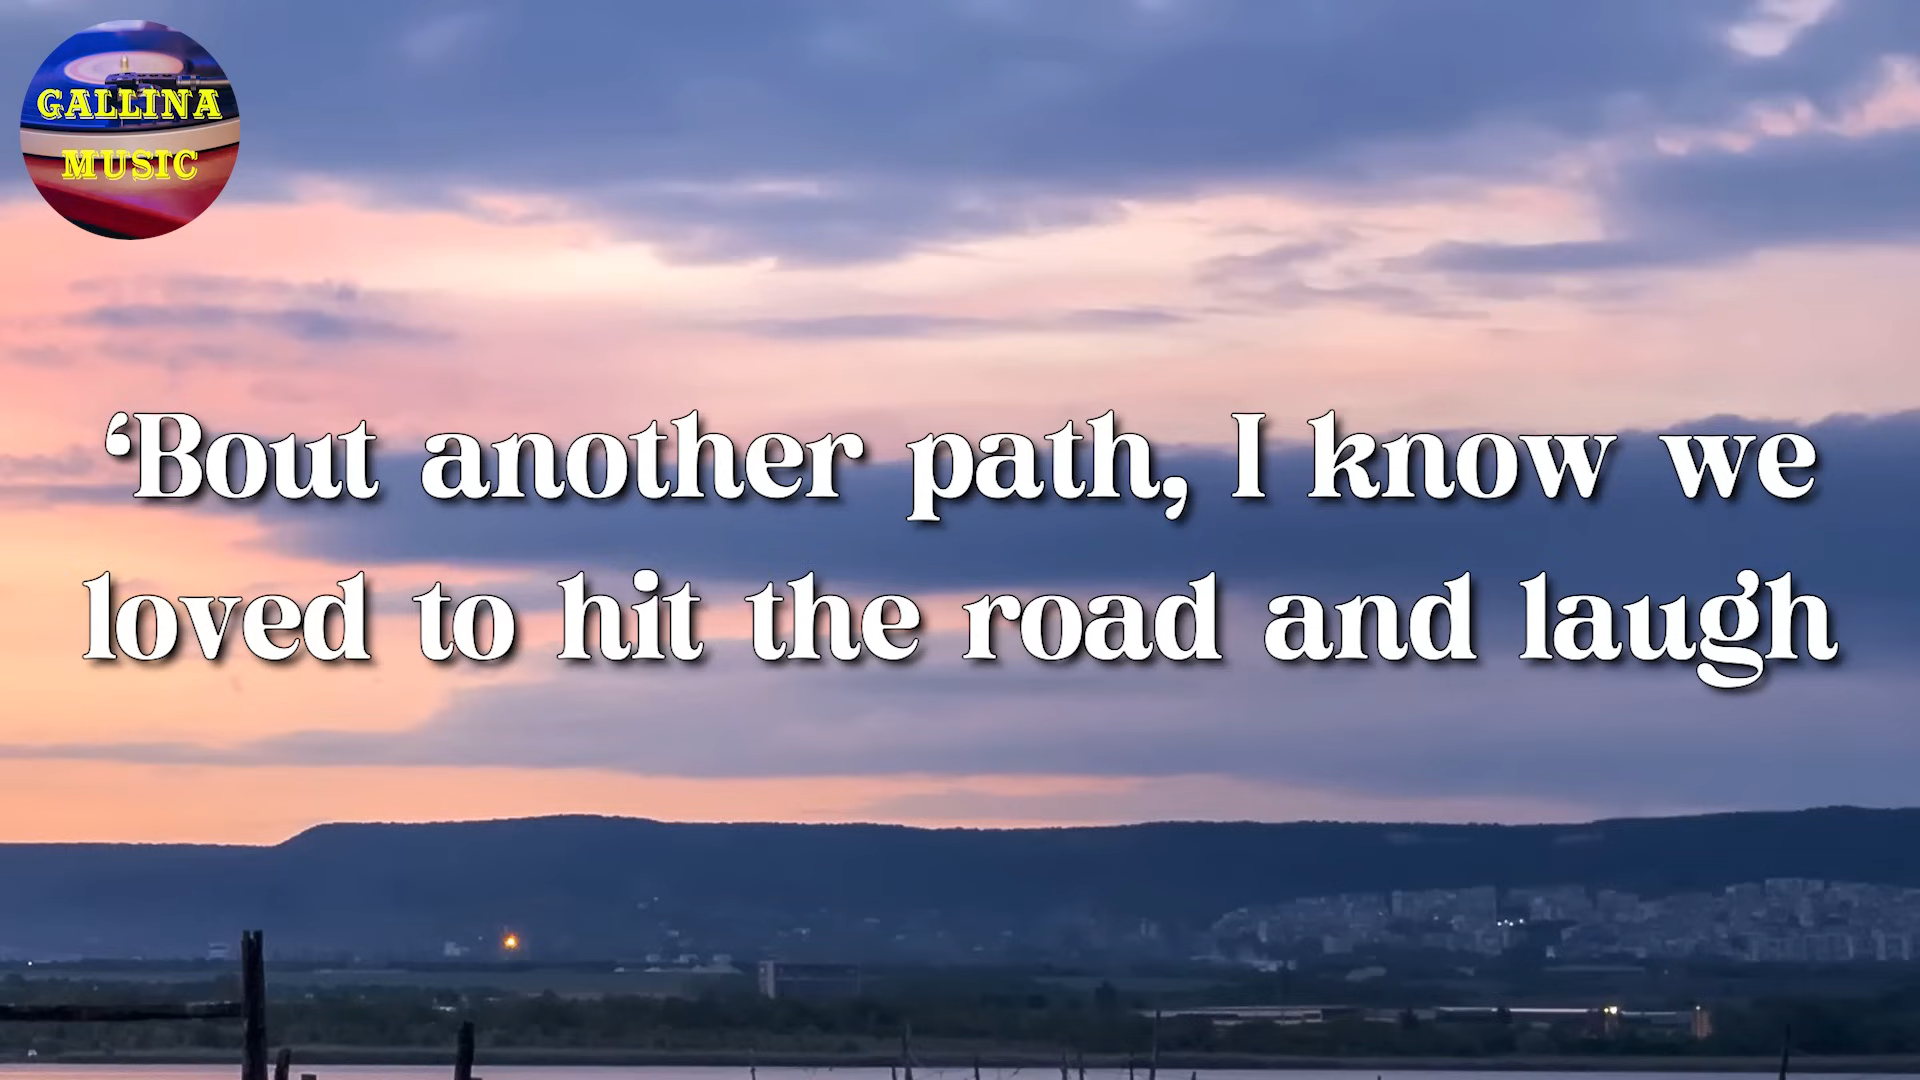 GALLINA
MUSIC
‘Bout another path, I know we
loved to hit the road and laugh